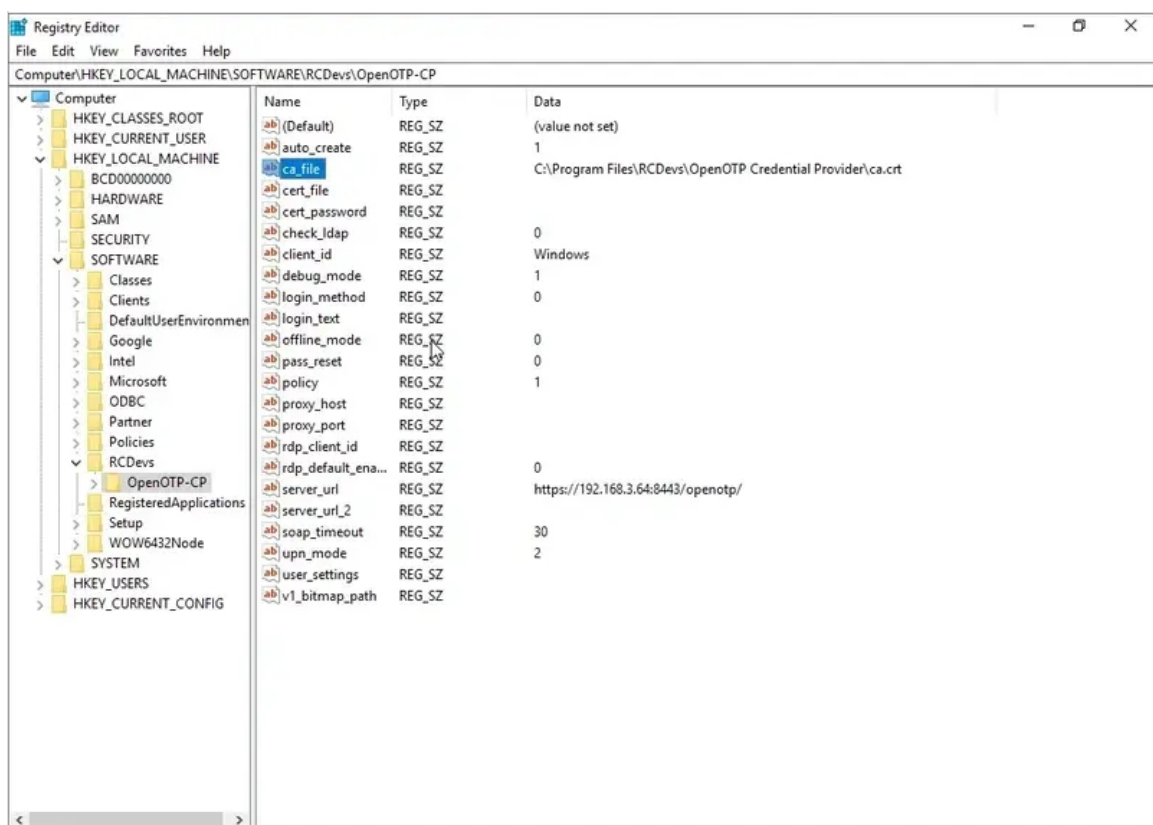 Registry Editor
File Edit View Favorites Help
Computer\HKEY_LOCAL_MACHINE\SOFTWARE\RCDevs\OpenOTP-CP
Computer
HKEY_CLASSES_ROOT
HKEY_CURRENT_USER
HKEY_LOCAL_MACHINE
BCD00000000
HARDWARE
SAM
SECURITY
SOFTWARE
Classes
Clients
DefaultUserEnvironmen
Google
Intel
Microsoft
ODBC
Partner
Policies
RCDevs
OpenOTP-CP
RegisteredApplications
Setup
WOW6432Node
SYSTEM
HKEY_USERS
HKEY_CURRENT_CONFIG
Name Type Data
(Default) REG_SZ (value not set)
auto_create REG_SZ 1
ca_file REG_SZ C:\Program Files\RCDevs\OpenOTP Credential Provider\ca.crt
cert_file REG_SZ
cert_password REG_SZ
check_ldap REG_SZ 0
client_id REG_SZ Windows
debug_mode REG_SZ 1
login_method REG_SZ 0
login_text REG_SZ
offline_mode REG_SZ 0
pass_reset REG_SZ 0
policy REG_SZ 1
proxy_host REG_SZ
proxy_port REG_SZ
rdp_client_id REG_SZ
rdp_default_ena... REG_SZ 0
server_url REG_SZ https://192.168.3.64:8443/openotp/
server_url_2 REG_SZ
soap_timeout REG_SZ 30
upn_mode REG_SZ 2
user_settings REG_SZ
v1_bitmap_path REG_SZ